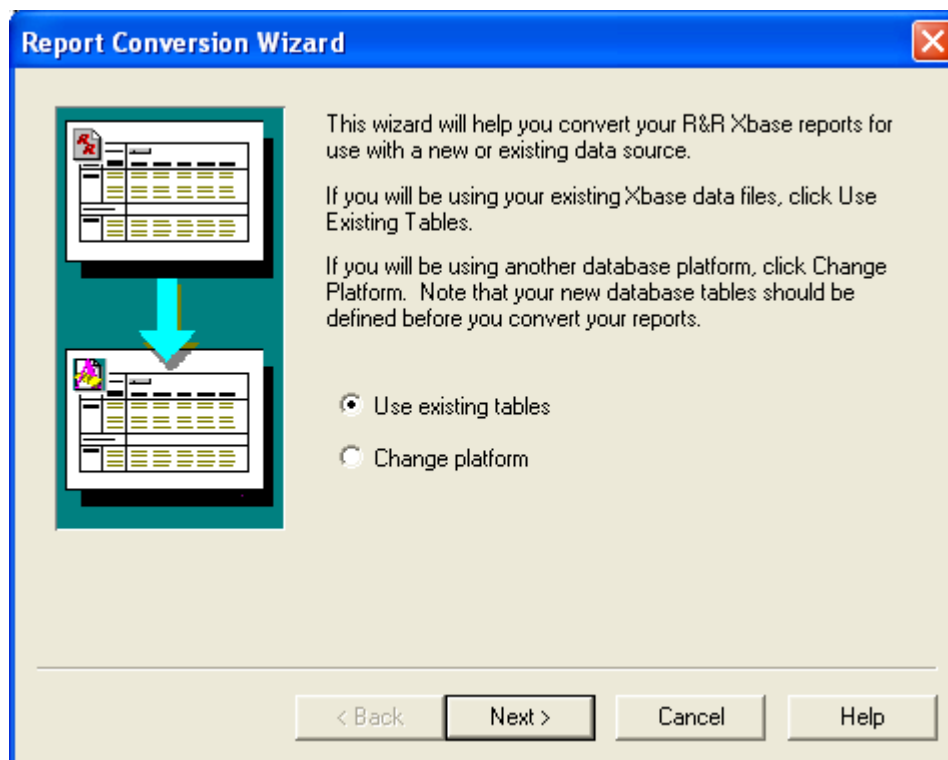 Report Conversion Wizard
This wizard will help you convert your R&R Xbase reports for
use with a new or existing data source.
If you will be using your existing Xbase data files, click Use
Existing Tables.
If you will be using another database platform, click Change
Platform.  Note that your new database tables should be
defined before you convert your reports.
Use existing tables
Change platform
< Back
Next >
Cancel
Help